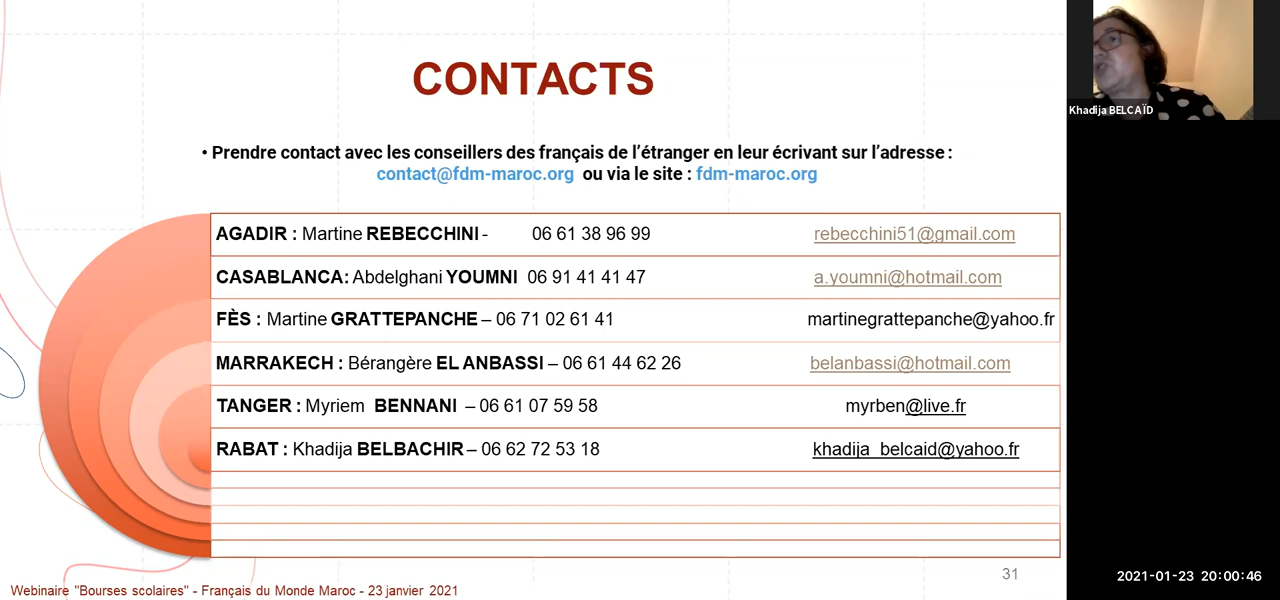 CONTACTS
• Prendre contact avec les conseillers des français de l’étranger en leur écrivant sur l’adresse :
contact@fdm-maroc.org ou via le site : fdm-maroc.org
AGADIR : Martine REBECCHINI - 06 61 38 96 99 rebecchini51@gmail.com
CASABLANCA: Abdelghani YOUMNI 06 91 41 41 47 a.youmni@hotmail.com
FÈS : Martine GRATTEPANCHE – 06 71 02 61 41 martinegrattepanche@yahoo.fr
MARRAKECH : Bérangère EL ANBASSI – 06 61 44 62 26 belanbassi@hotmail.com
TANGER : Myriem BENNANI – 06 61 07 59 58 myrben@live.fr
RABAT : Khadija BELBACHIR – 06 62 72 53 18 khadija_belcaid@yahoo.fr
31
Webinaire "Bourses scolaires" - Français du Monde Maroc - 23 janvier 2021
Khadija BELCAÏD
2021-01-23 20:00:46